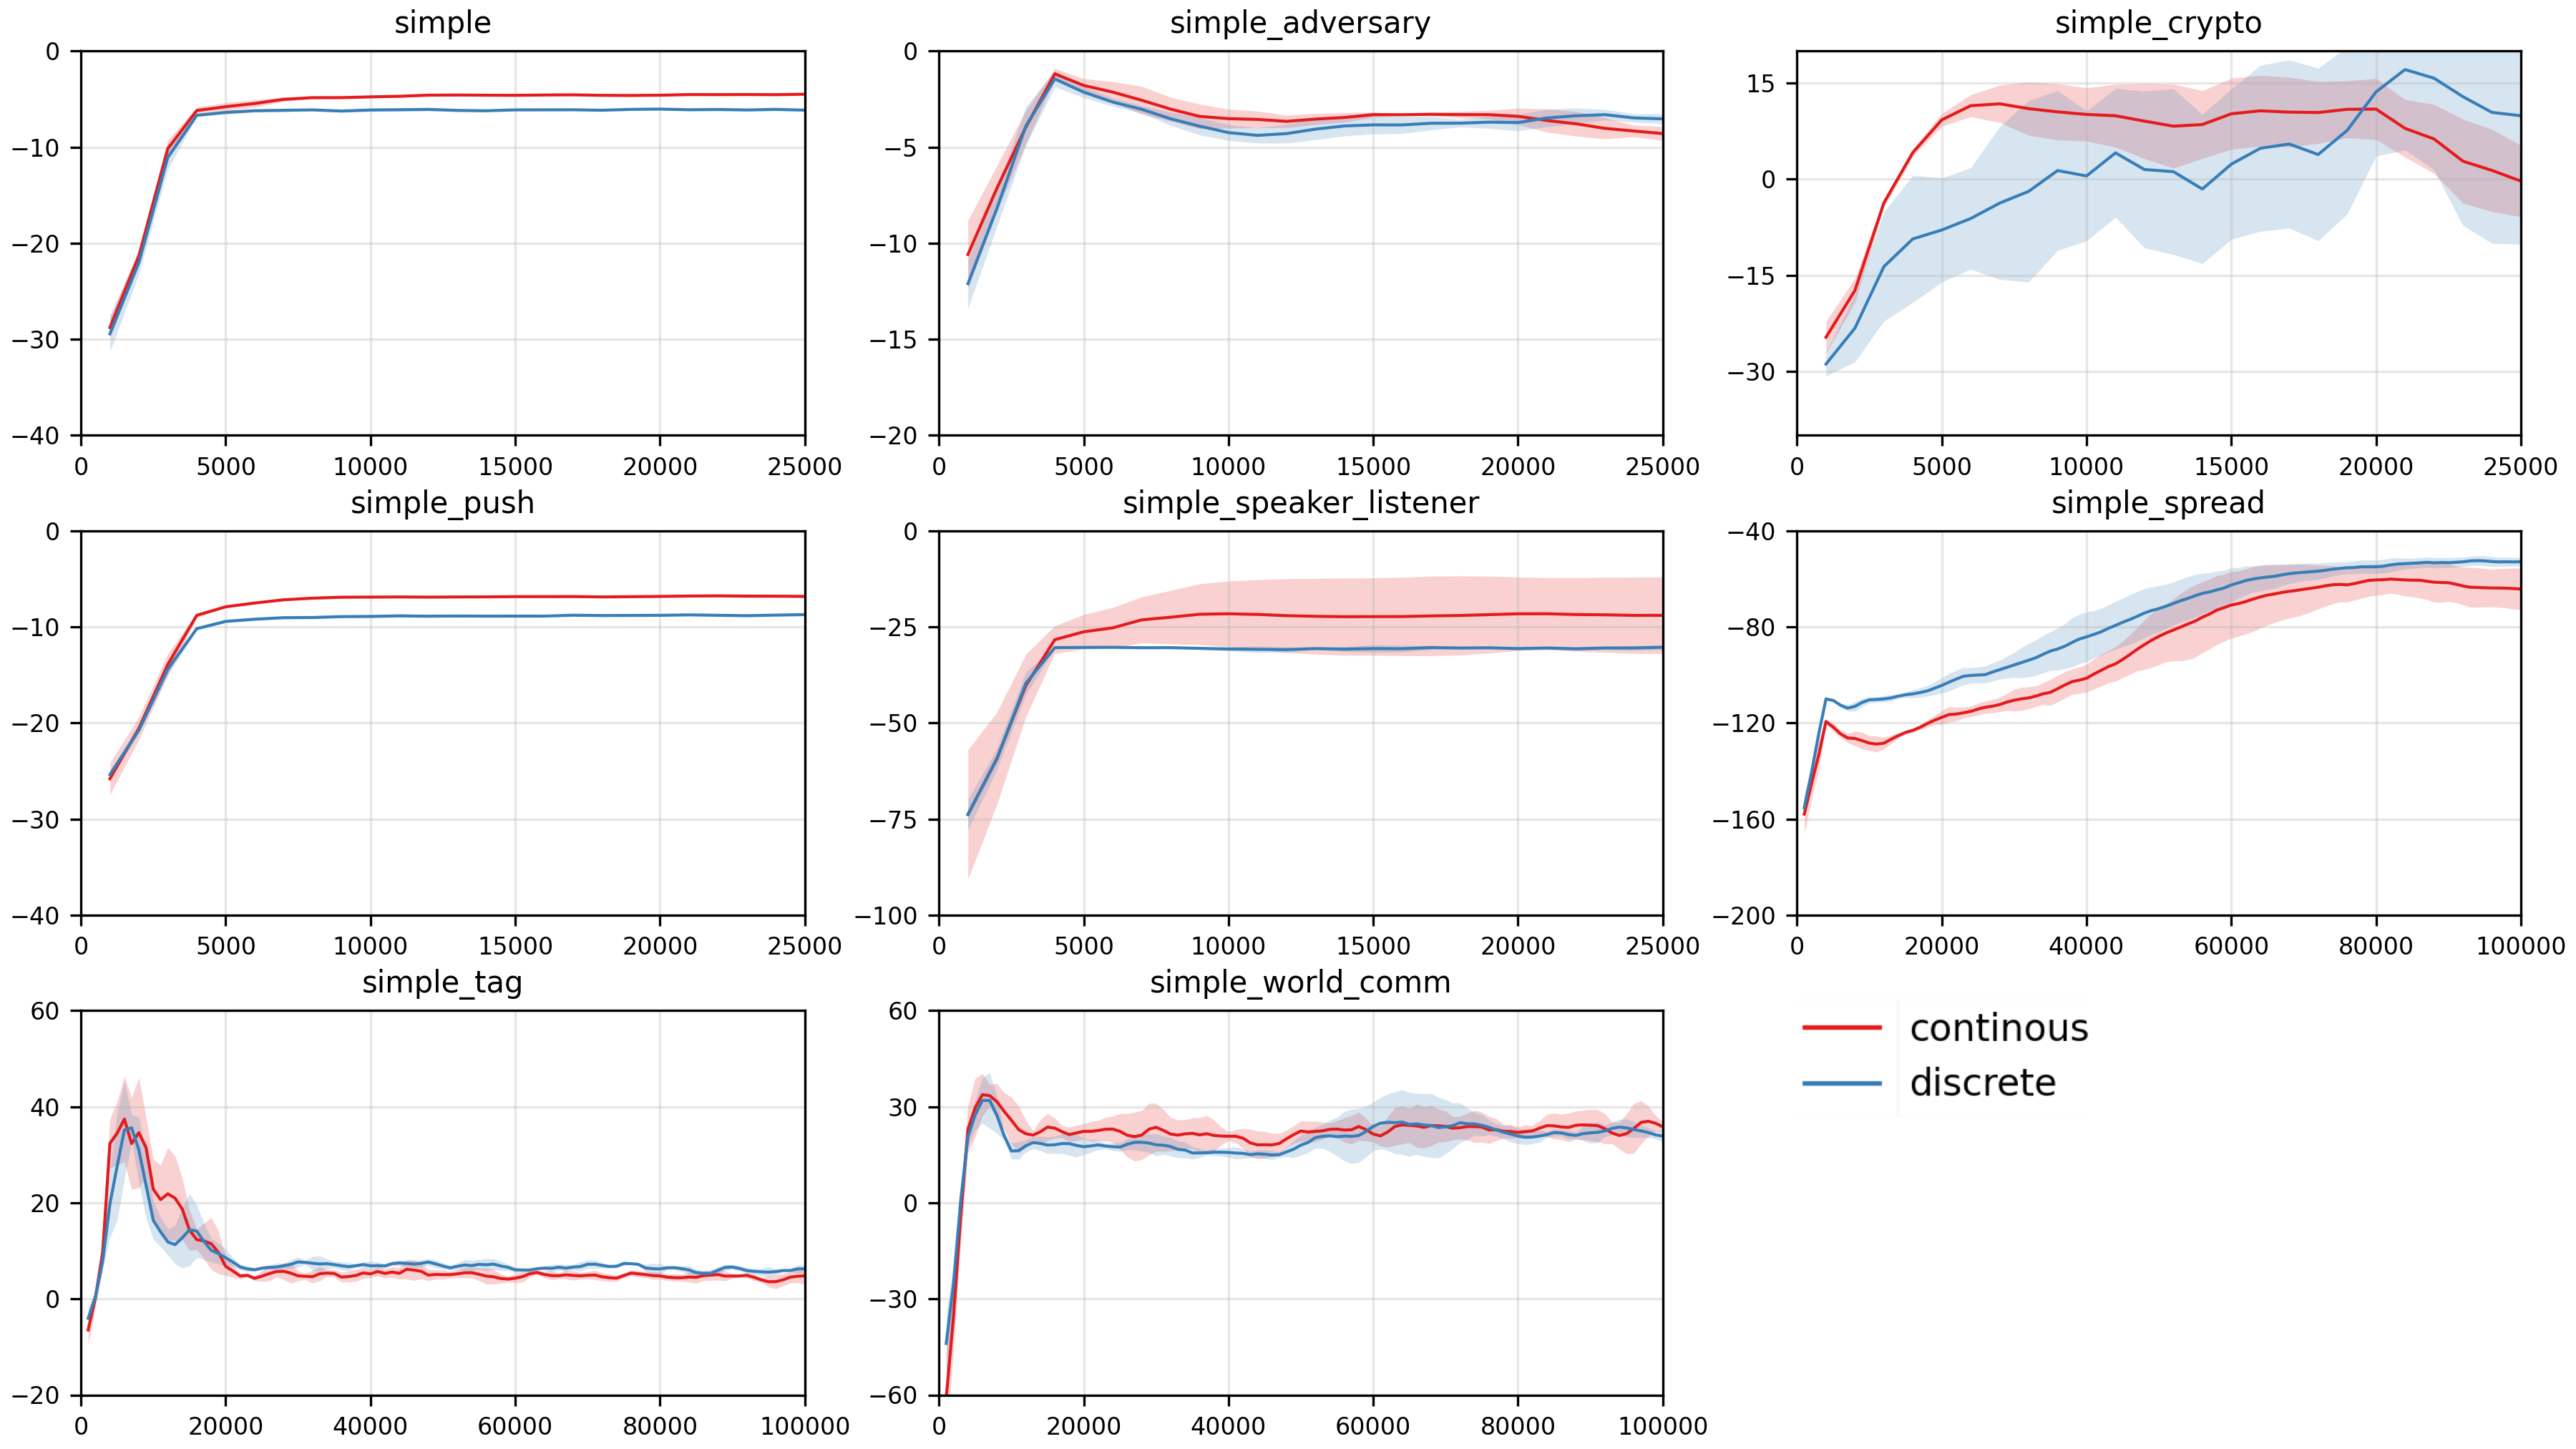 simple
simple_adversary
simple_crypto
0
−10
−20
−30
−40
0 5000 10000 15000 20000 25000
0
−5
−10
−15
−20
0 5000 10000 15000 20000 25000
15
0
−15
−30
0 5000 10000 15000 20000 25000
simple_push
simple_speaker_listener
simple_spread
0
−10
−20
−30
−40
0 5000 10000 15000 20000 25000
0
−25
−50
−75
−100
0 5000 10000 15000 20000 25000
−40
−80
−120
−160
−200
0 20000 40000 60000 80000 100000
simple_tag
simple_world_comm
60
40
20
0
−20
0 20000 40000 60000 80000 100000
60
30
0
−30
−60
0 20000 40000 60000 80000 100000
continous
discrete